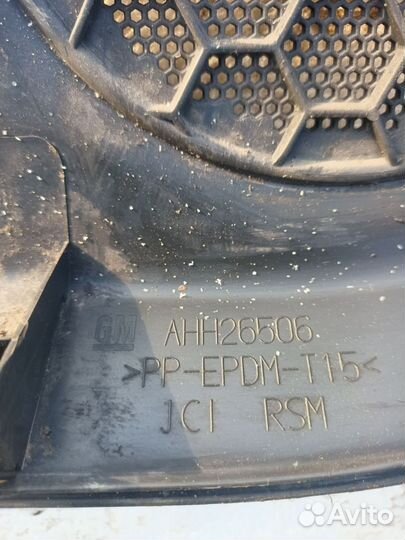 GM AHH26506
>PP-EPDM-T15<
JCI RSM
Avito